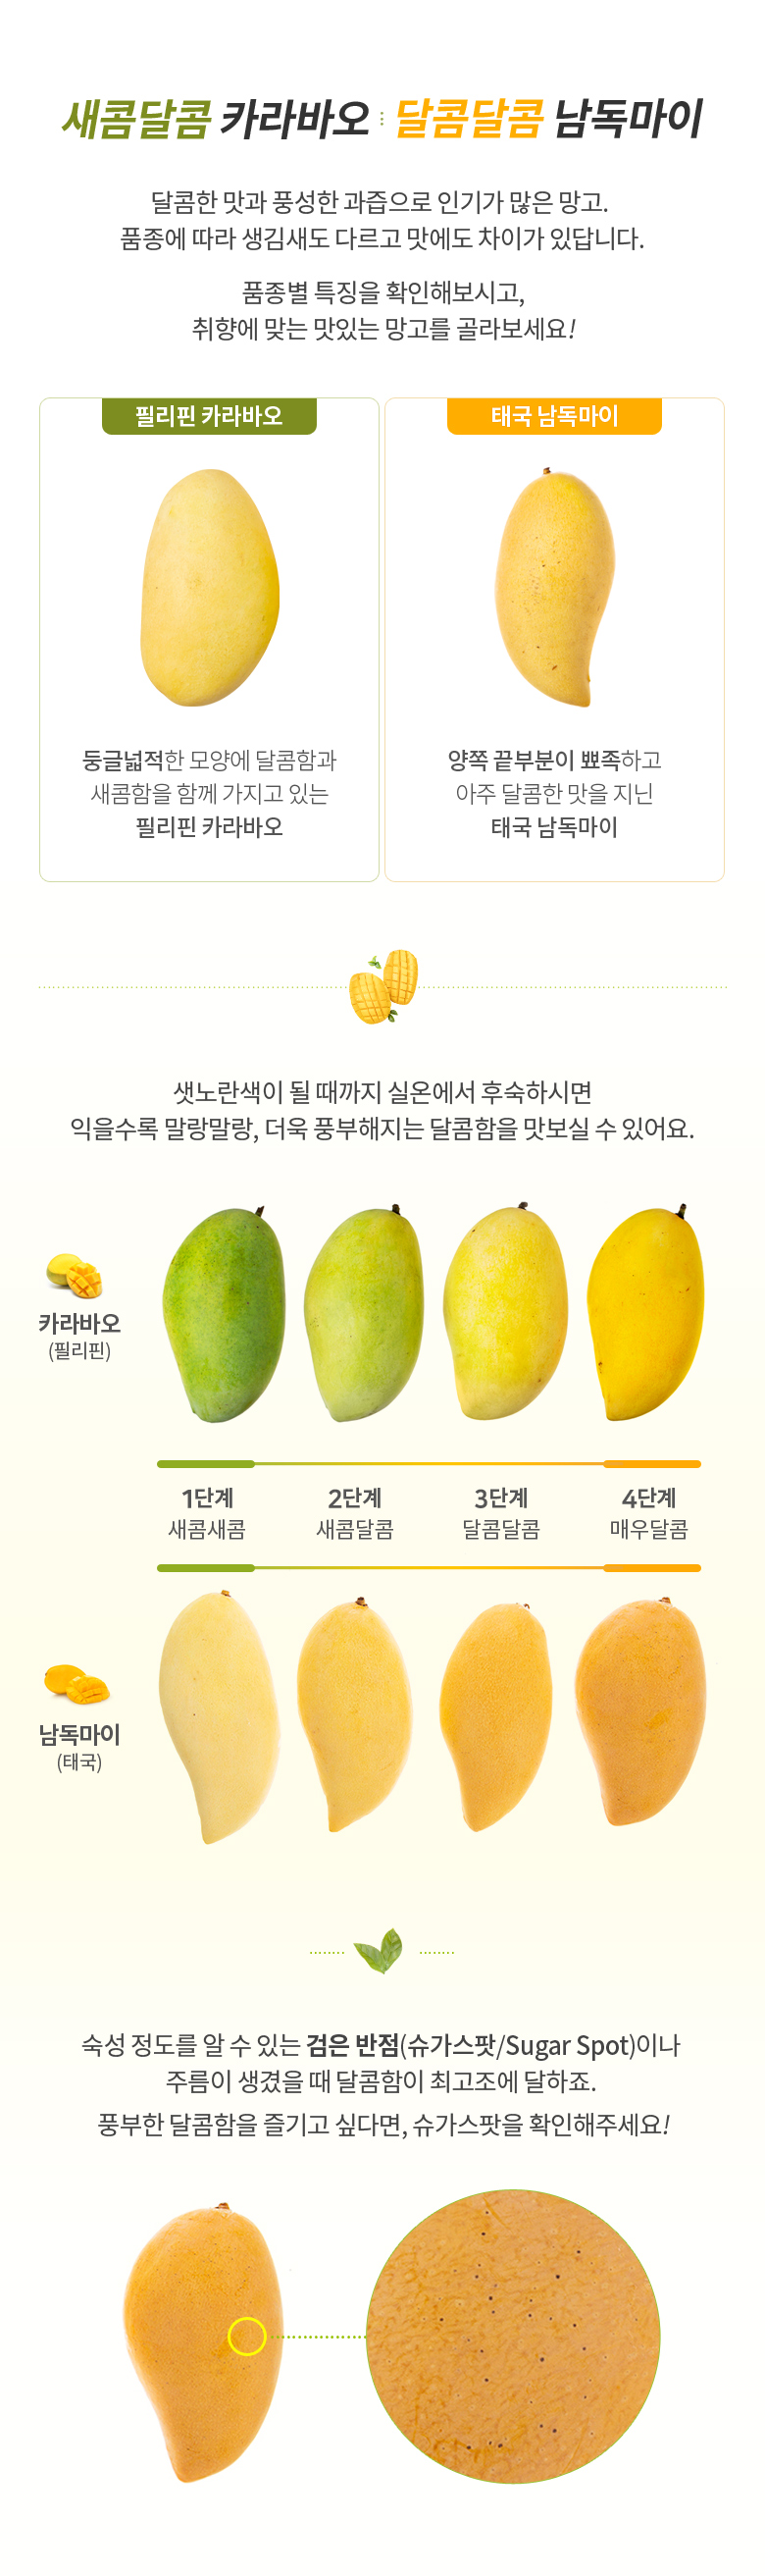 새콤달콤 카라바오 : 달콤달콤 남독마이
달콤한 맛과 풍성한 과즙으로 인기가 많은 망고.
품종에 따라 생김새도 다르고 맛에도 차이가 있답니다.
품종별 특징을 확인해보시고,
취향에 맞는 맛있는 망고를 골라보세요!
필리핀 카라바오
둥글넓적한 모양에 달콤함과
새콤함을 함께 가지고 있는
필리핀 카라바오
태국 남독마이
양쪽 끝부분이 뾰족하고
아주 달콤한 맛을 지닌
태국 남독마이
샛노란색이 될 때까지 실온에서 후숙하시면
익을수록 말랑말랑, 더욱 풍부해지는 달콤함을 맛보실 수 있어요.
카라바오
(필리핀)
1단계 2단계 3단계 4단계
새콤새콤 새콤달콤 달콤달콤 매우달콤
남독마이
(태국)
숙성 정도를 알 수 있는 검은 반점(슈가스팟/Sugar Spot)이나
주름이 생겼을 때 달콤함이 최고조에 달하죠.
풍부한 달콤함을 즐기고 싶다면, 슈가스팟을 확인해주세요!